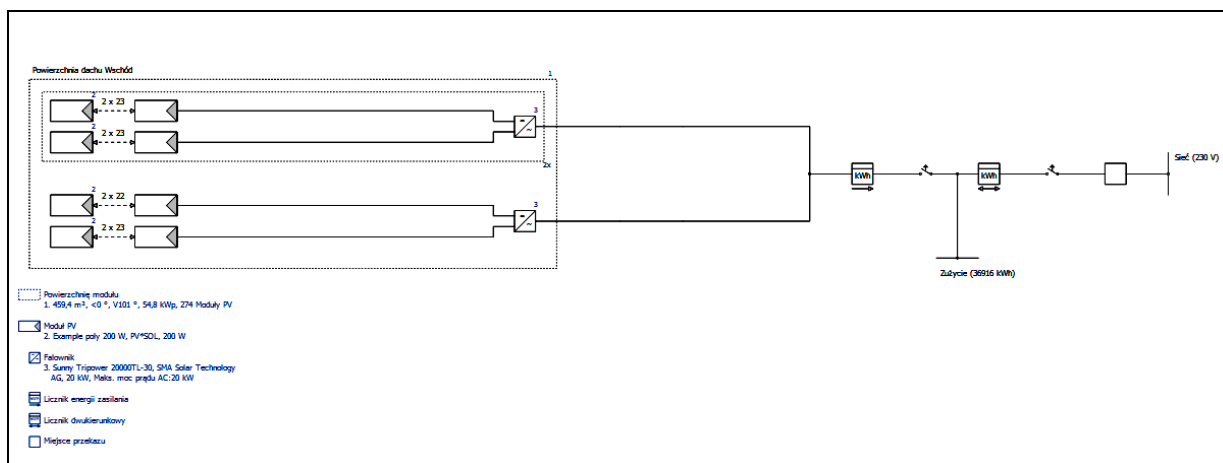 Powierzchnia dachu Wschód
1
2
2 x 23
3
2
2 x 23
2x
2
2 x 22
3
2
2 x 23
kWh
kWh
Sieć (230 V)
Zużycie (36916 kWh)
Powierzchnię modułu
1. 459,4 m², <0 °, V101 °, 54,8 kWp, 274 Moduły PV
Moduł PV
2. Example poly 200 W, PV*SOL, 200 W
Falownik
3. Sunny Tripower 20000TL-30, SMA Solar Technology
AG, 20 kW, Maks. moc prądu AC:20 kW
Licznik energii zasilania
Licznik dwukierunkowy
Miejsce przekazu